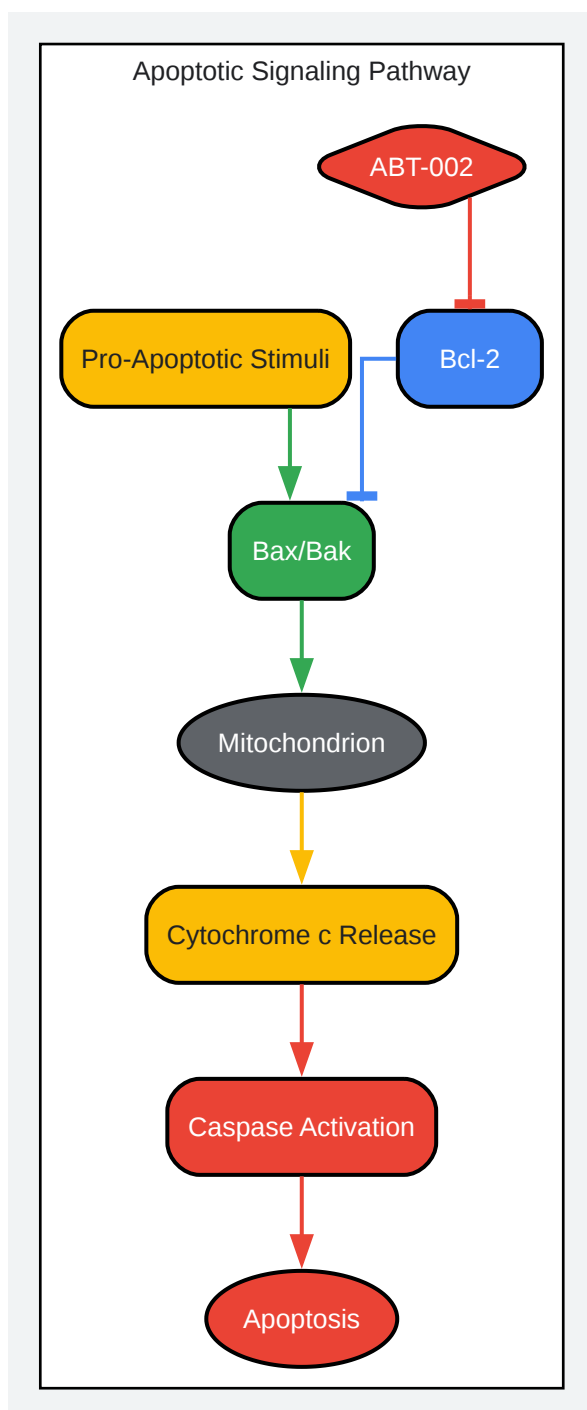 Apoptotic Signaling Pathway
ABT-002
Pro-Apoptotic Stimuli
Bcl-2
Bax/Bak
Mitochondrion
Cytochrome c Release
Caspase Activation
Apoptosis